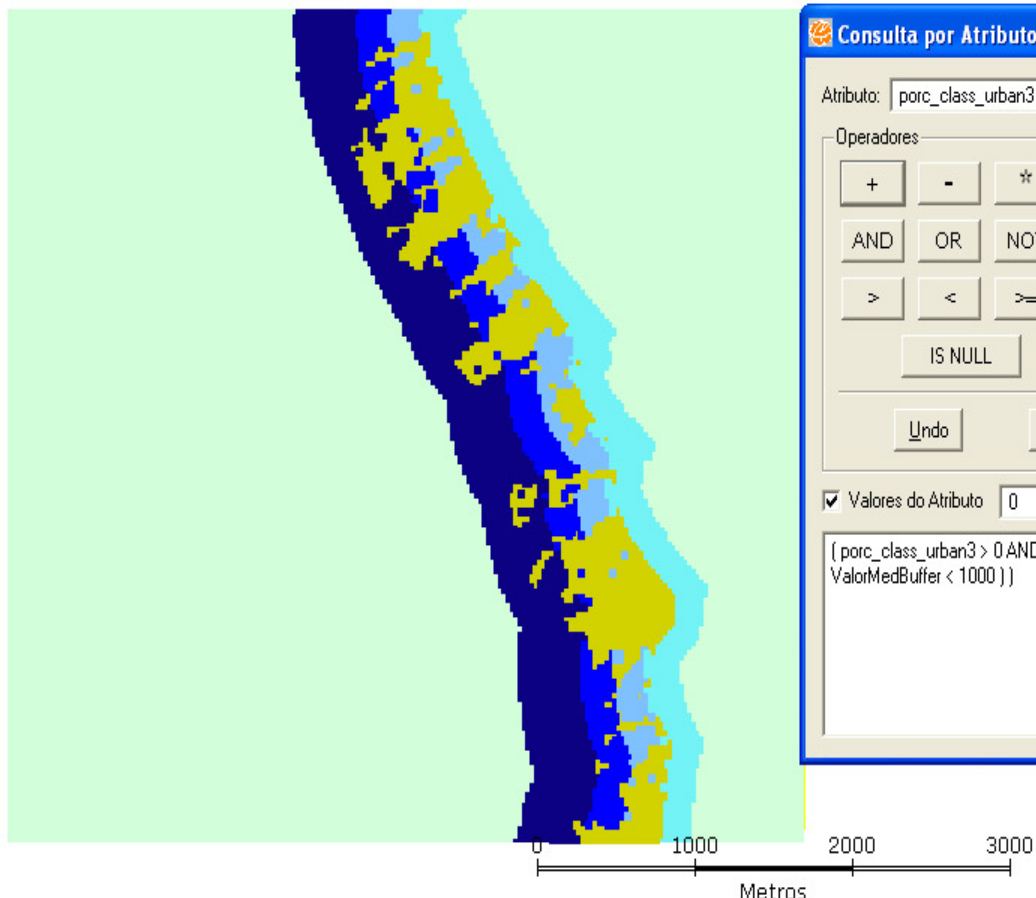 Consulta por Atributo
Atributo: porc_class_urban3
Operadores
+ - *
AND OR NOT
> < >=
IS NULL
Undo
Valores do Atributo 0
( porc_class_urban3 > 0 AND
ValorMedBuffer < 1000 ) )
0 1000 2000 3000
Metros